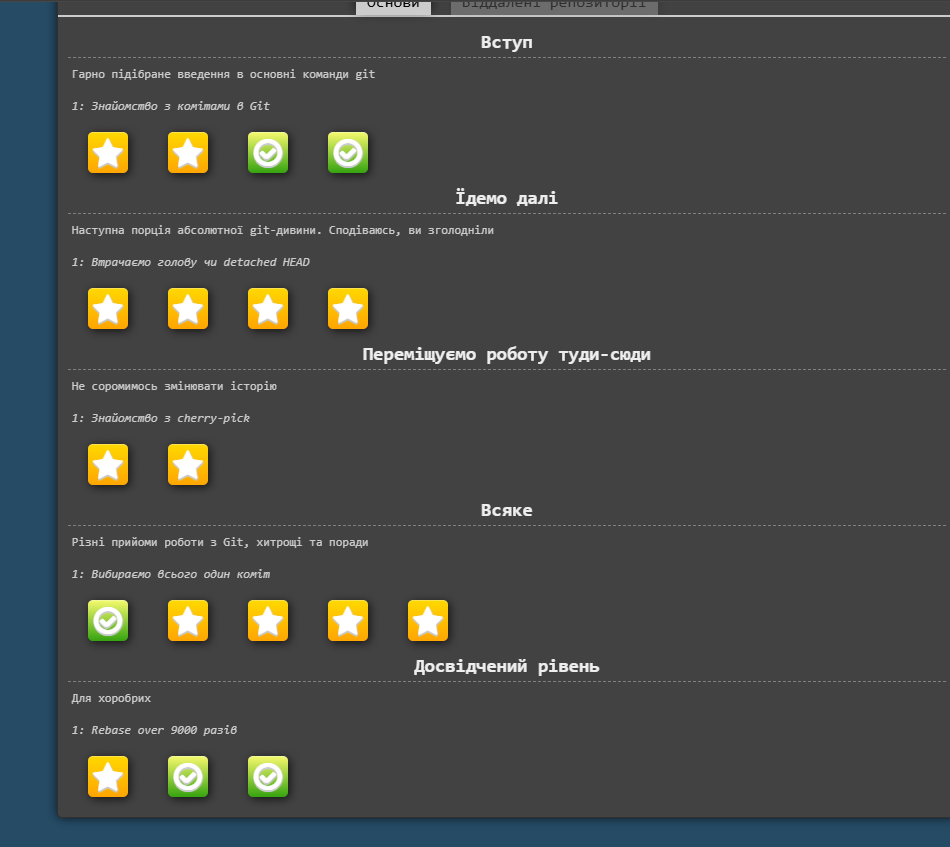 Основи Віддалені репозиторії
Вступ
Гарно підібране введення в основні команди git
1: Знайомство з комітами в Git
Їдемо далі
Наступна порція абсолютної git-дивини. Сподіваюсь, ви зголодніли
1: Втрачаємо голову чи detached HEAD
Переміщуємо роботу туди-сюди
Не соромимось змінювати історію
1: Знайомство з cherry-pick
Всяке
Різні прийоми роботи з Git, хитрощі та поради
1: Вибираємо всього один коміт
Досвідчений рівень
Для хоробрих
1: Rebase over 9000 разів